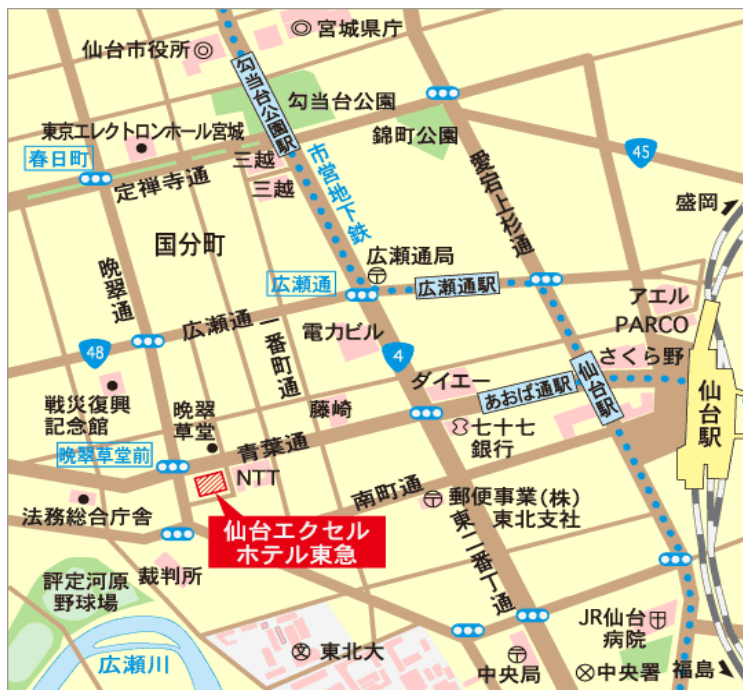 宮城県庁
仙台市役所
勾当台公園駅
勾当台公園
東京エレクトロンホール宮城
錦町公園
春日町
三越
市営地下鉄
愛宕上杉通
45
定禅寺通
三越
盛岡
国分町
晩翠通
広瀬通局
広瀬通
広瀬通駅
アエル
PARCO
広瀬通
一番町通
電力ビル
48
4
さくら野
ダイエー
仙台駅
仙台駅
戦災復興
記念館
晩翠
草堂
藤崎
あおば通駅
七十七
銀行
晩翠草堂前
青葉通
NTT
南町通
郵便事業(株)
東北支社
法務総合庁舎
仙台エクセル
ホテル東急
東二番丁通
評定河原
野球場
裁判所
JR仙台
病院
広瀬川
東北大
中央局
中央署
福島